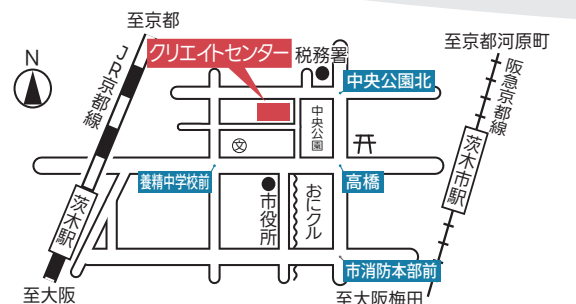 至京都
N
JR京都線
クリエイトセンター
税務署
至京都河原町
中央公園北
阪急京都線
中央公園
文
茨木市駅
養精中学校前
高橋
茨木駅
市役所
おにクル
市消防本部前
至大阪
至大阪梅田